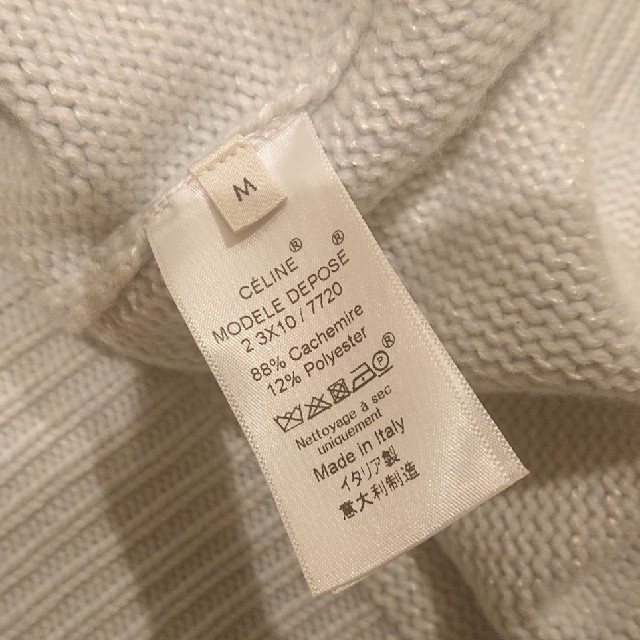 M
CÉLINE®
MODELE DEPOSE®
2 3X10 / 7720
88% Cachemire
12% Polyester
Nettoyage à sec
uniquement
Made in Italy
イタリア製
意大利制造